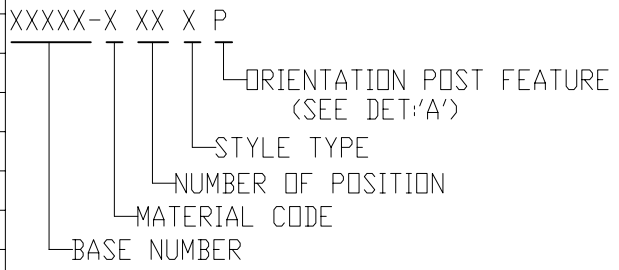 XXXXX-X XX X P
ORIENTATION POST FEATURE
(SEE DET:'A')
STYLE TYPE
NUMBER OF POSITION
MATERIAL CODE
BASE NUMBER